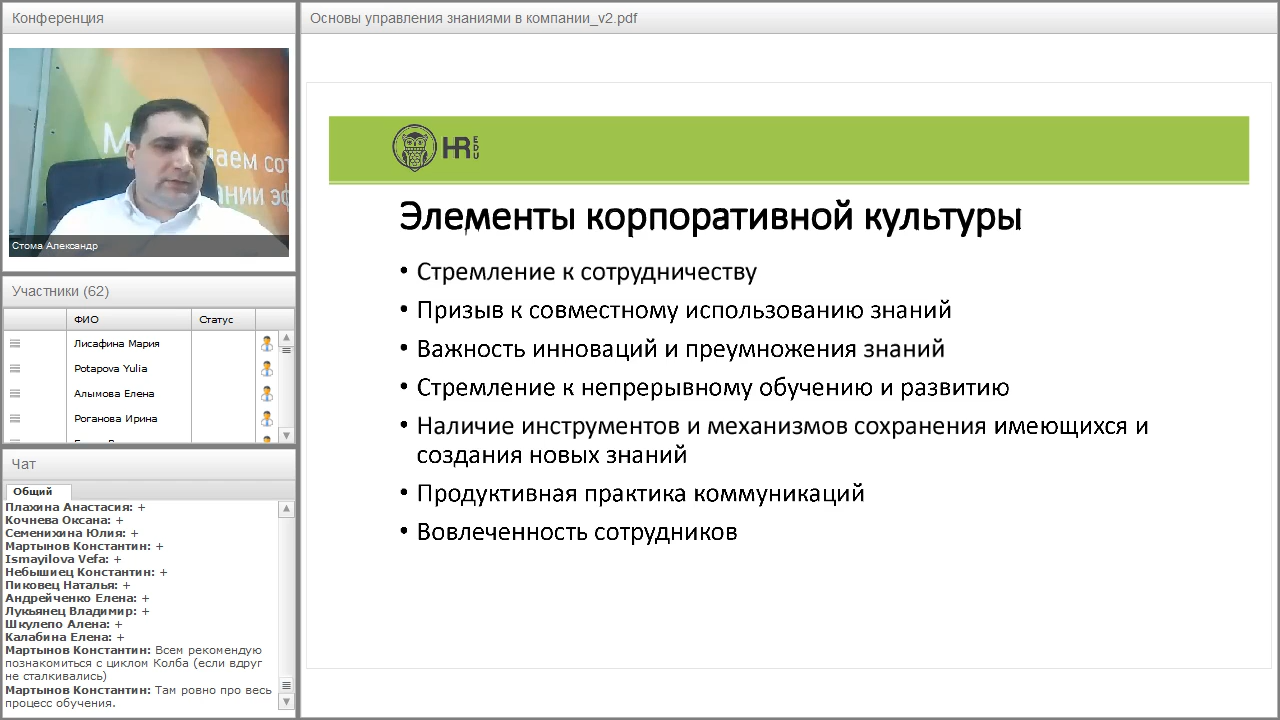 Конференция
М
даем сот
нии эф
Стома Александр
Участники (62)
ФИО Статус
Лисафина Мария
Potapova Yulia
Алымова Елена
Роганова Ирина
Чат
Общий
Плахина Анастасия: +
Кочнева Оксана: +
Семенихина Юлия: +
Мартынов Константин: +
Ismayilova Vefa: +
Небышиец Константин: +
Пиковец Наталья: +
Андрейченко Елена: +
Лукьянец Владимир: +
Шкулепо Алена: +
Калабина Елена: +
Мартынов Константин: Всем рекомендую
познакомиться с циклом Колба (если вдруг
не сталкивались)
Мартынов Константин: Там ровно про весь
процесс обучения.
Основы управления знаниями в компании_v2.pdf
HR EDU
Элементы корпоративной культуры
• Стремление к сотрудничеству
• Призыв к совместному использованию знаний
• Важность инноваций и преумножения знаний
• Стремление к непрерывному обучению и развитию
• Наличие инструментов и механизмов сохранения имеющихся и
создания новых знаний
• Продуктивная практика коммуникаций
• Вовлеченность сотрудников